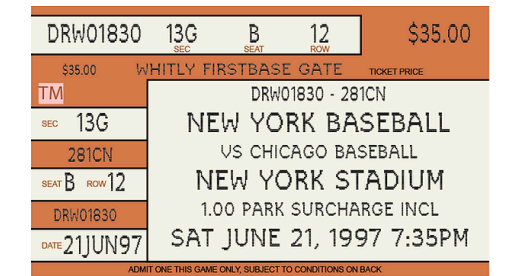 DRW01830 13G B 12 $35.00
SEC SEAT ROW
$35.00 WHITLY FIRSTBASE GATE TICKET PRICE
TM
DRW01830 - 281CN
SEC 13G
NEW YORK BASEBALL
281CN
VS CHICAGO BASEBALL
SEAT B ROW 12
NEW YORK STADIUM
DRW01830
1.00 PARK SURCHARGE INCL
DATE 21JUN97
SAT JUNE 21, 1997 7:35PM
ADMIT ONE THIS GAME ONLY, SUBJECT TO CONDITIONS ON BACK